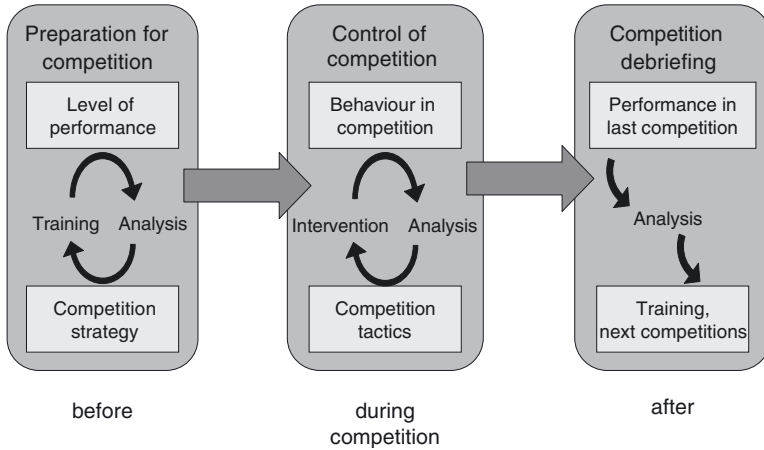 Preparation for
competition
Level of
performance
Training
Analysis
Competition
strategy
before
Control of
competition
Behaviour in
competition
Intervention
Analysis
Competition
tactics
during
competition
Competition
debriefing
Performance in
last competition
Analysis
Training,
next competitions
after